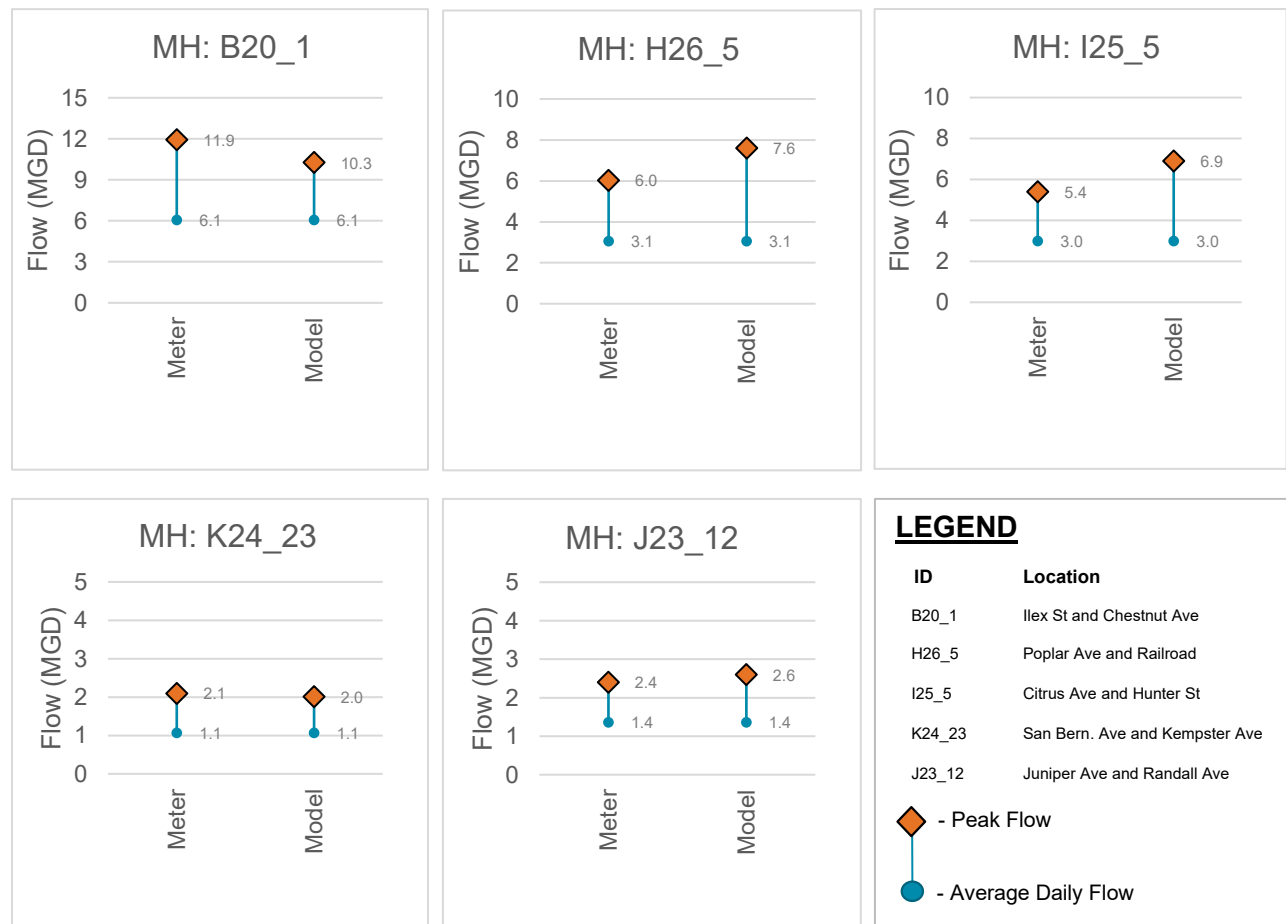 MH: B20_1
Flow (MGD)
15
12
9
6
3
0
11.9
10.3
6.1
6.1
Meter
Model
MH: H26_5
Flow (MGD)
10
8
6
4
2
0
7.6
6.0
3.1
3.1
Meter
Model
MH: I25_5
Flow (MGD)
10
8
6
4
2
0
6.9
5.4
3.0
3.0
Meter
Model
MH: K24_23
Flow (MGD)
5
4
3
2
1
0
2.1
2.0
1.1
1.1
Meter
Model
MH: J23_12
Flow (MGD)
5
4
3
2
1
0
2.4
2.6
1.4
1.4
Meter
Model
LEGEND
ID Location
B20_1 Ilex St and Chestnut Ave
H26_5 Poplar Ave and Railroad
I25_5 Citrus Ave and Hunter St
K24_23 San Bern. Ave and Kempster Ave
J23_12 Juniper Ave and Randall Ave
- Peak Flow
- Average Daily Flow